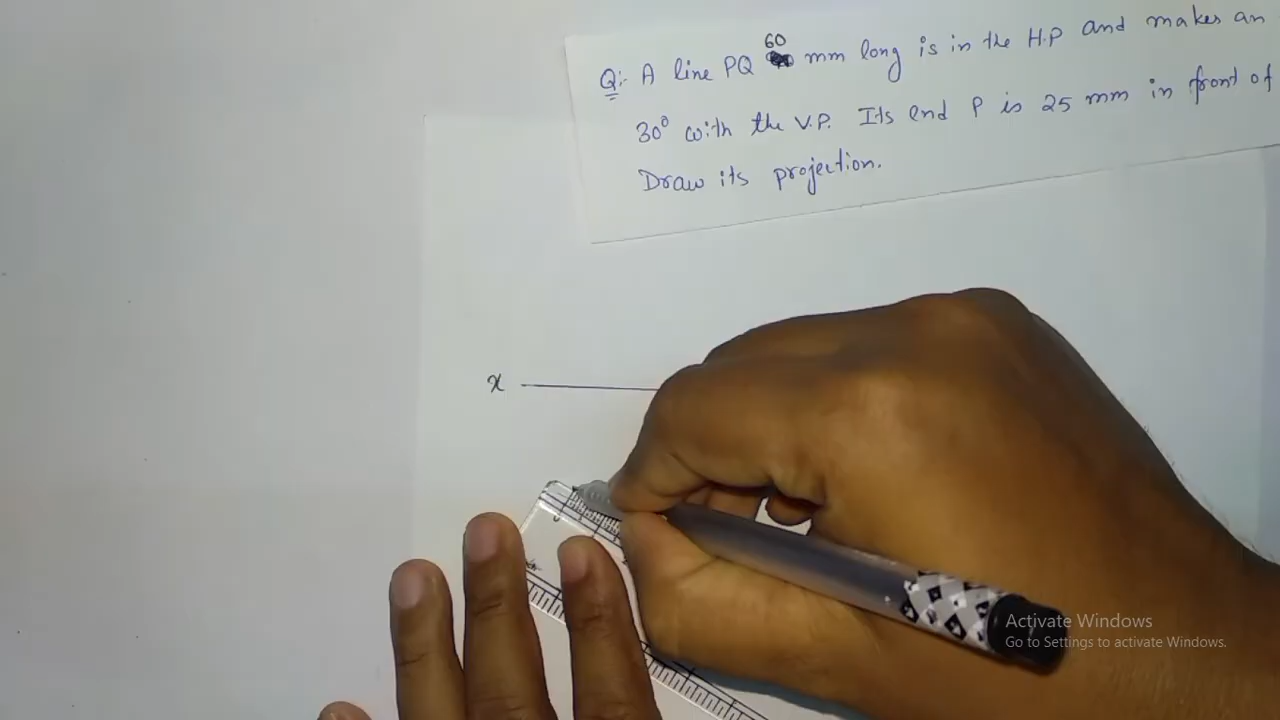 60
Q:- A line PQ mm long is in the H.P and makes an
30° with the V.P. Its end P is 25 mm in front of
Draw its projection.
x
Activate Windows
Go to Settings to activate Windows.